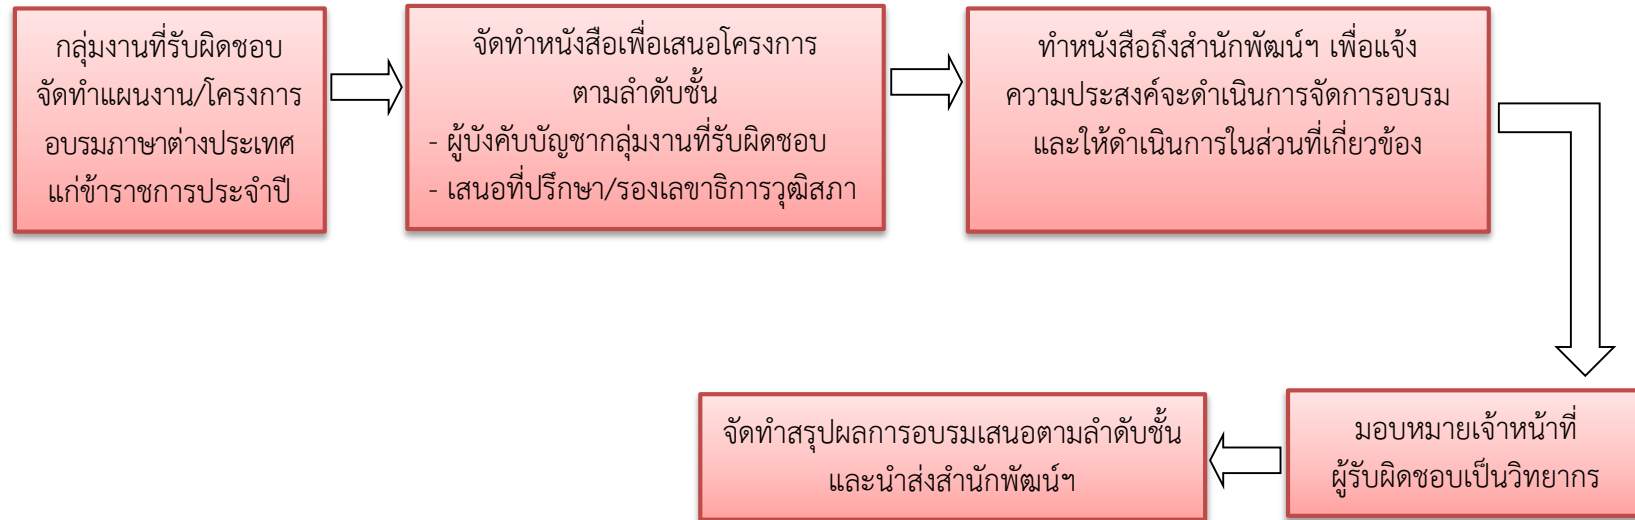 กลุ่มงานที่รับผิดชอบ
จัดทำแผนงาน/โครงการ
อบรมภาษาต่างประเทศ
แก่ข้าราชการประจำปี
จัดทำหนังสือเพื่อเสนอโครงการ
ตามลำดับชั้น
- ผู้บังคับบัญชากลุ่มงานที่รับผิดชอบ
- เสนอที่ปรึกษา/รองเลขาธิการวุฒิสภา
ทำหนังสือถึงสำนักพัฒน์ฯ เพื่อแจ้ง
ความประสงค์จะดำเนินการจัดการอบรม
และให้ดำเนินการในส่วนที่เกี่ยวข้อง
มอบหมายเจ้าหน้าที่
ผู้รับผิดชอบเป็นวิทยากร
จัดทำสรุปผลการอบรมเสนอตามลำดับชั้น
และนำส่งสำนักพัฒน์ฯ